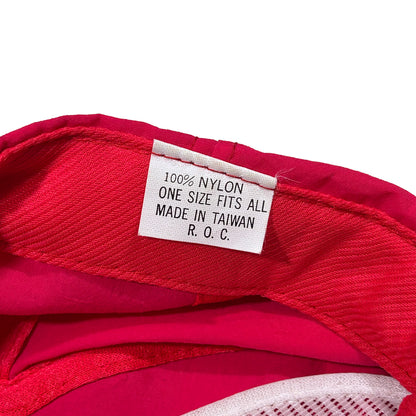 100% NYLON
ONE SIZE FITS ALL
MADE IN TAIWAN
R. O. C.